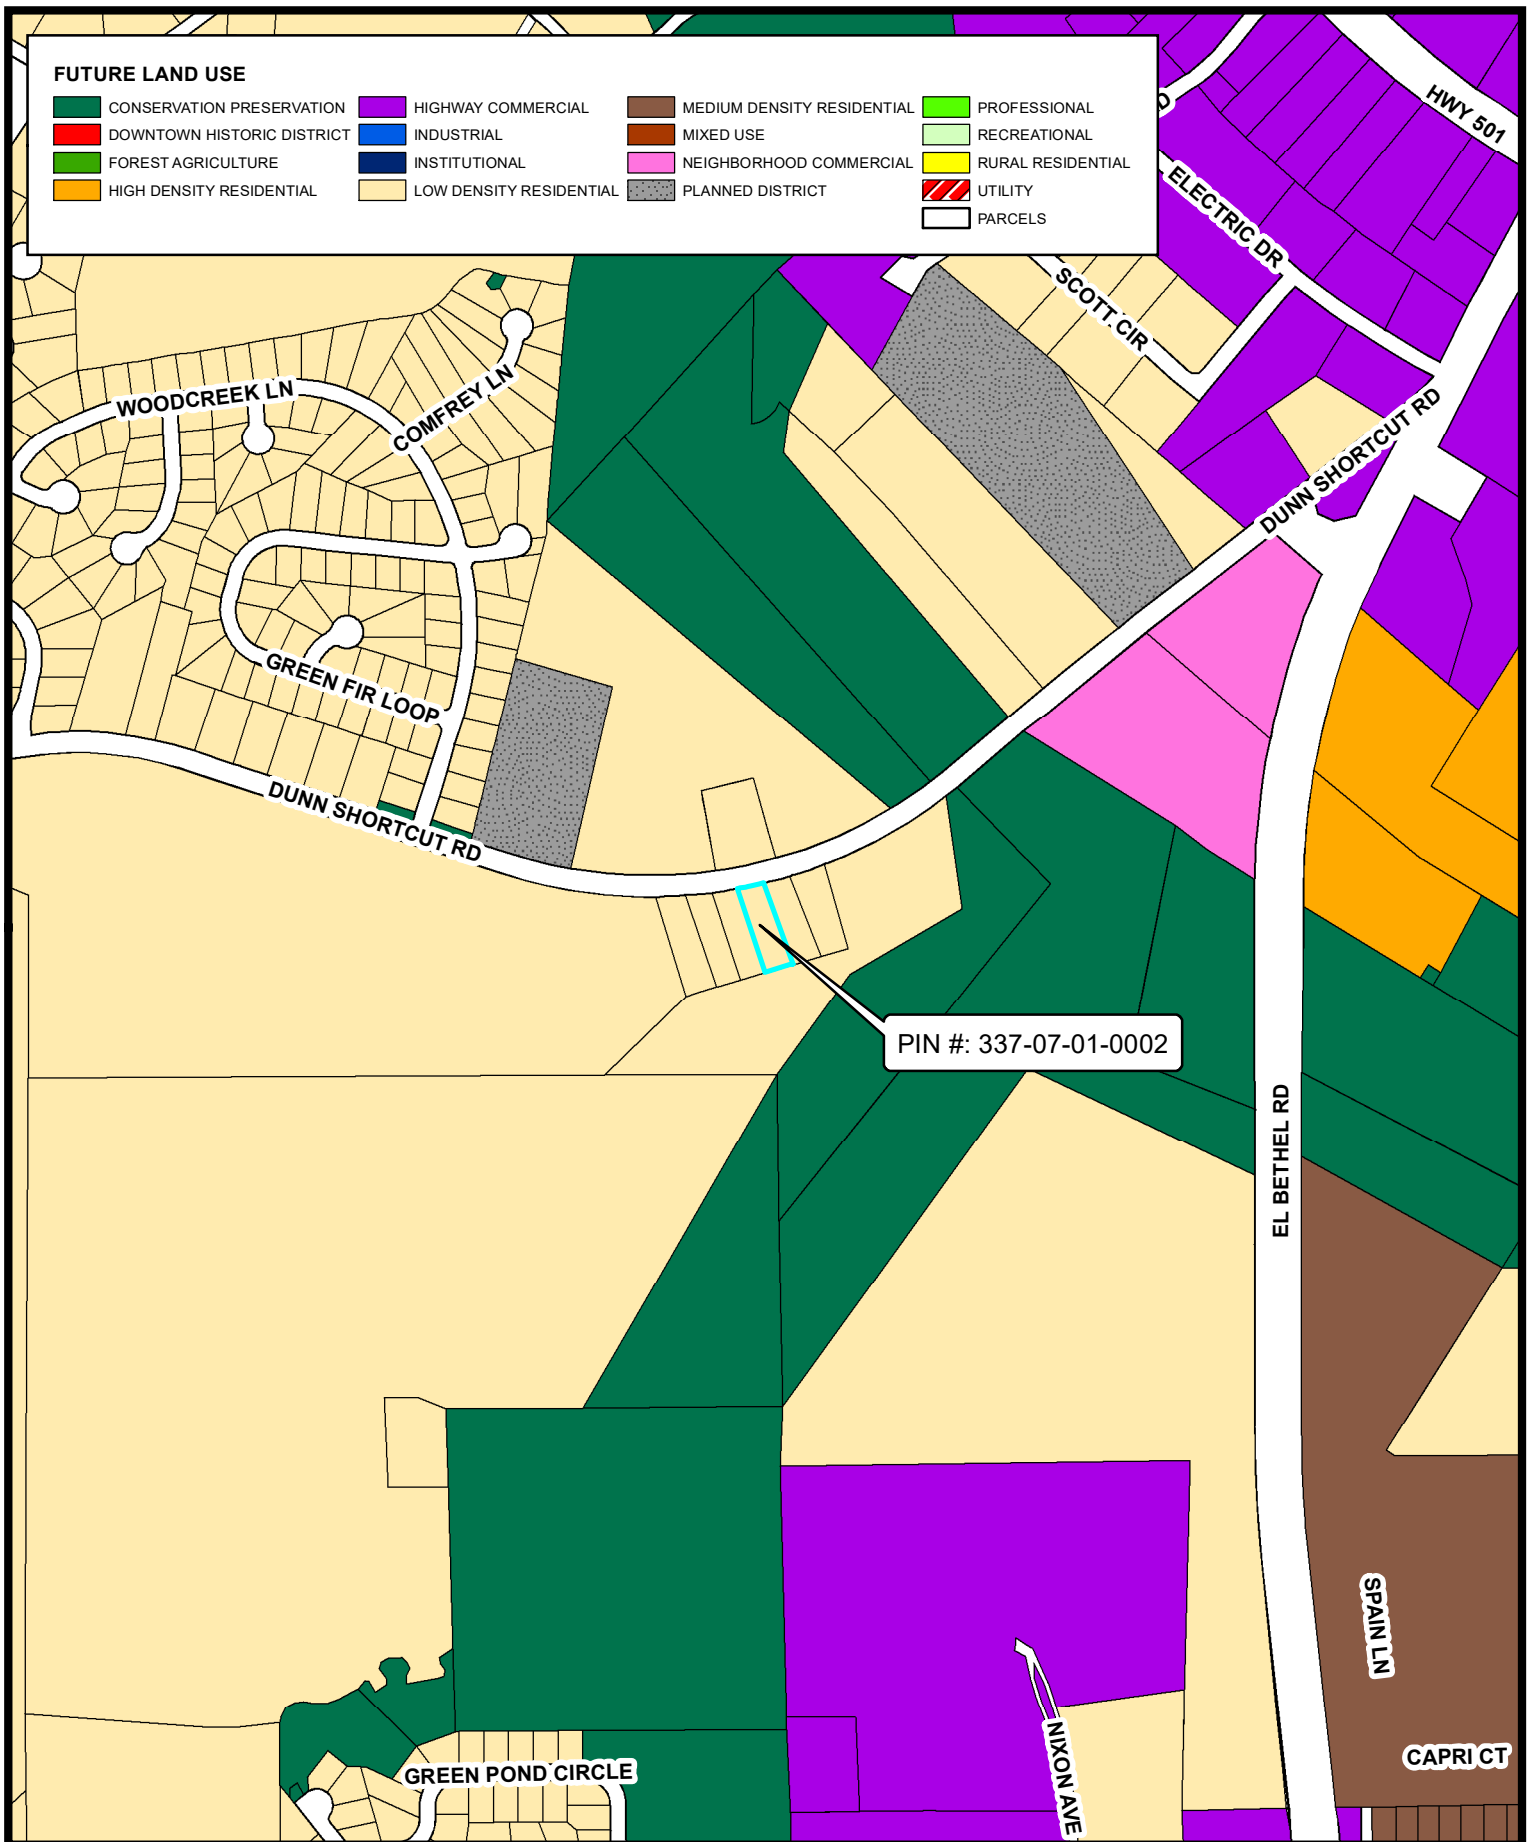 FUTURE LAND USE
CONSERVATION PRESERVATION
DOWNTOWN HISTORIC DISTRICT
FOREST AGRICULTURE
HIGH DENSITY RESIDENTIAL
HIGHWAY COMMERCIAL
INDUSTRIAL
INSTITUTIONAL
LOW DENSITY RESIDENTIAL
MEDIUM DENSITY RESIDENTIAL
MIXED USE
NEIGHBORHOOD COMMERCIAL
PLANNED DISTRICT
PROFESSIONAL
RECREATIONAL
RURAL RESIDENTIAL
UTILITY
PARCELS
HWY 501
ELECTRIC DR
SCOTT CIR
WOODCREEK LN
COMFREY LN
DUNN SHORTCUT RD
GREEN FIR LOOP
DUNN SHORTCUT RD
PIN #: 337-07-01-0002
EL BETHEL RD
SPAIN LN
NIXON AVE
CAPRI CT
GREEN POND CIRCLE